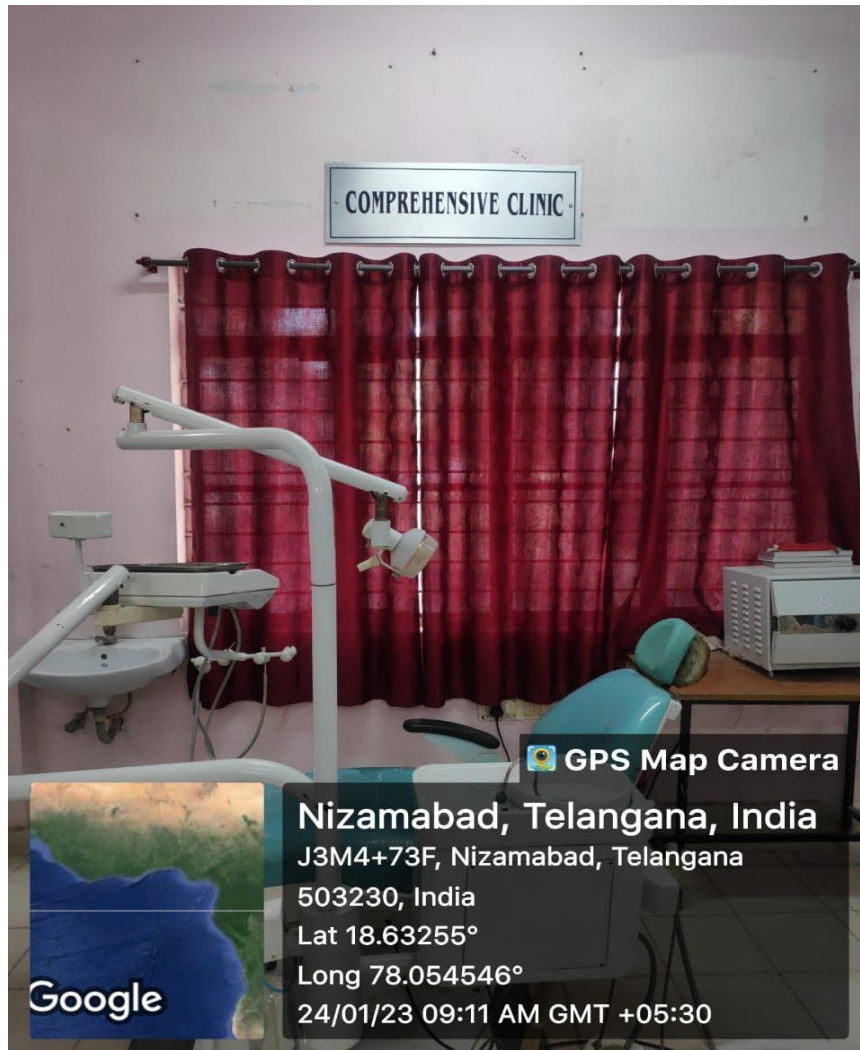 COMPREHENSIVE CLINIC
GPS Map Camera
Nizamabad, Telangana, India
J3M4+73F, Nizamabad, Telangana
503230, India
Lat 18.63255°
Long 78.054546°
24/01/23 09:11 AM GMT +05:30
Google